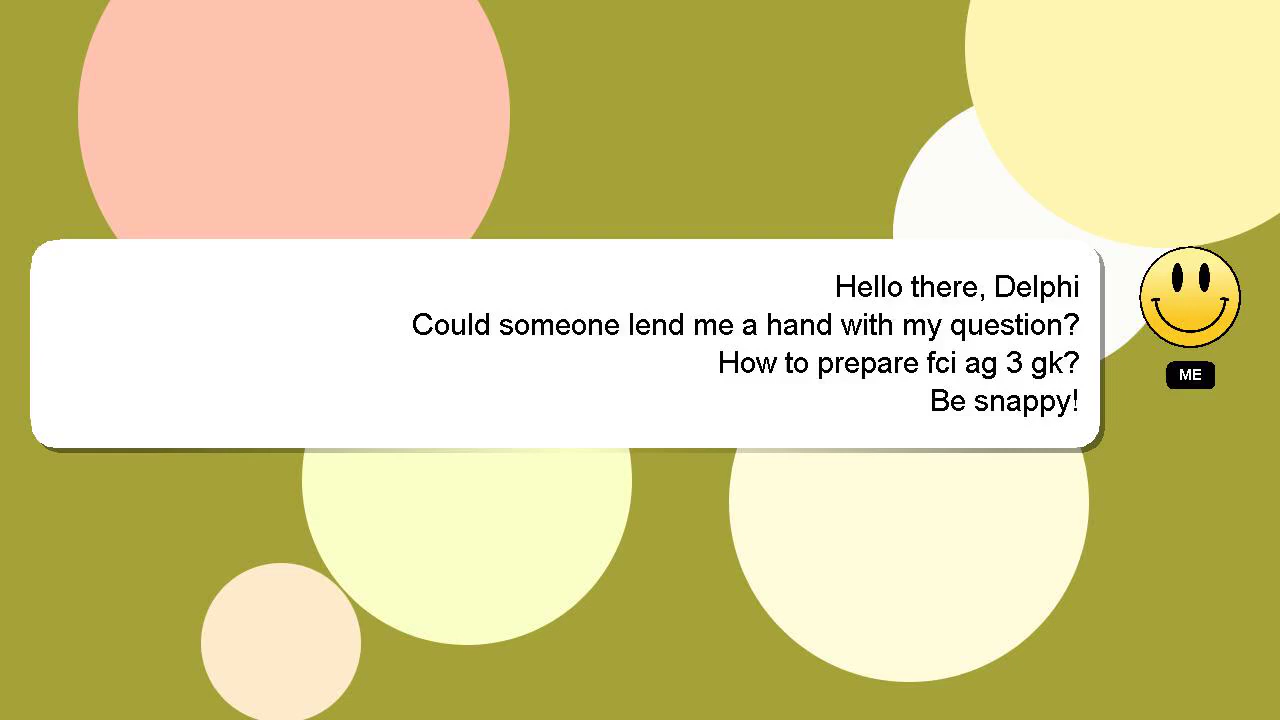 Hello there, Delphi
Could someone lend me a hand with my question?
How to prepare fci ag 3 gk?
Be snappy!
ME